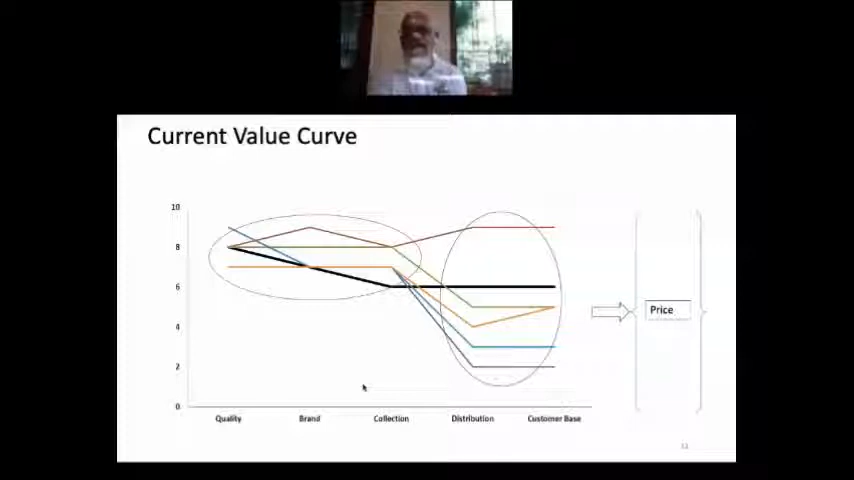 Current Value Curve
10
8
6
4
2
0
Quality
Brand
Collection
Distribution
Customer Base
Price